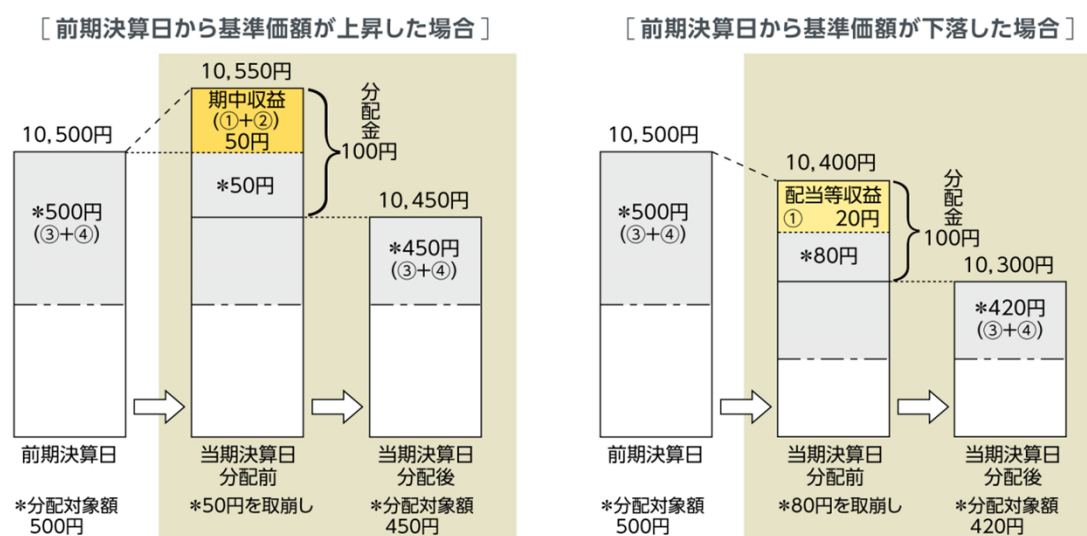 ［前期決算日から基準価額が上昇した場合］
10,500円
＊500円
(③＋④)
10,550円
期中収益
(①＋②)
50円
＊50円
分配金
100円
10,450円
＊450円
(③＋④)
前期決算日
当期決算日
分配前
当期決算日
分配後
＊分配対象額
500円
＊50円を取崩し
＊分配対象額
450円
［前期決算日から基準価額が下落した場合］
10,500円
＊500円
(③＋④)
10,400円
配当等収益
① 20円
＊80円
分配金
100円
10,300円
＊420円
(③＋④)
前期決算日
当期決算日
分配前
当期決算日
分配後
＊分配対象額
500円
＊80円を取崩し
＊分配対象額
420円